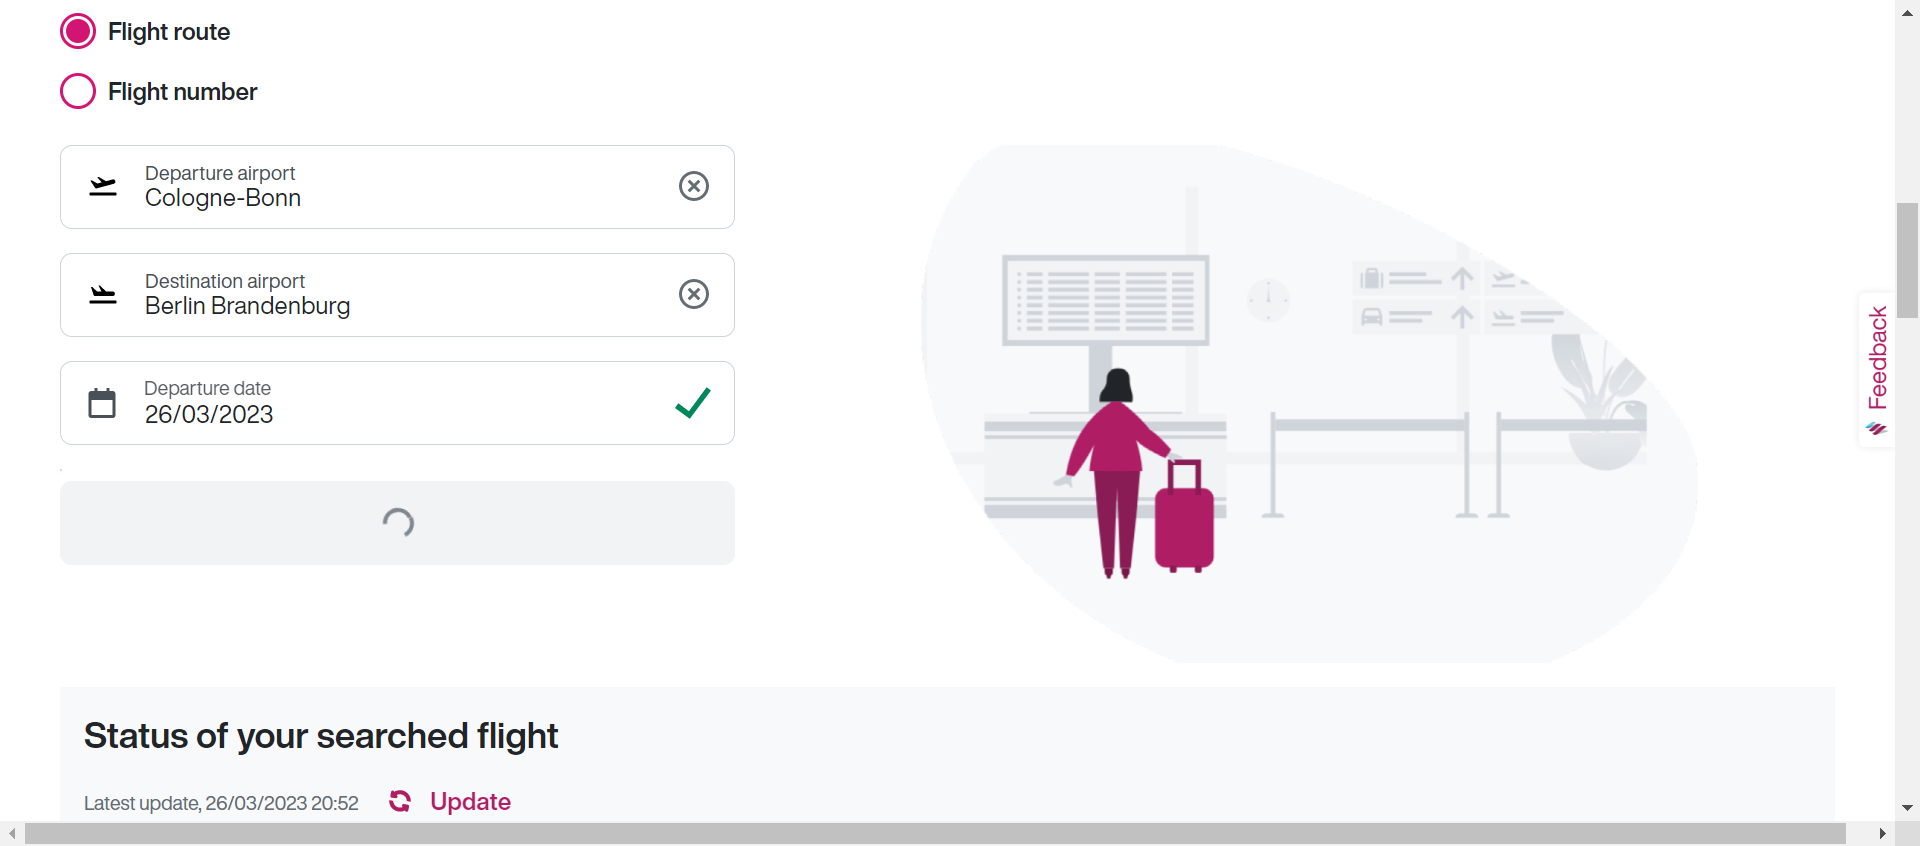 Flight route
Flight number
Departure airport
Cologne-Bonn
Destination airport
Berlin Brandenburg
Departure date
26/03/2023
Feedback
Status of your searched flight
Latest update, 26/03/2023 20:52
Update